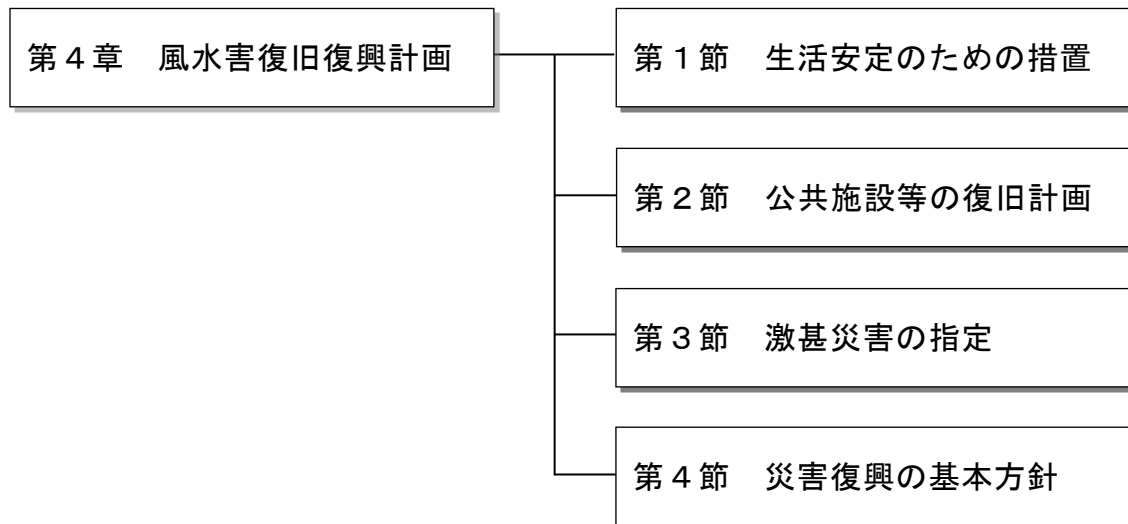 第４章　風水害復旧復興計画
第１節　生活安定のための措置
第２節　公共施設等の復旧計画
第３節　激甚災害の指定
第４節　災害復興の基本方針